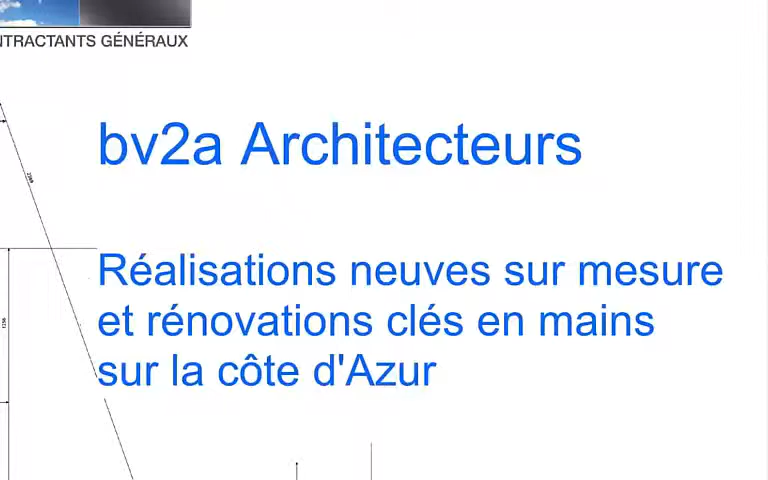 NTRACTANTS GÉNÉRAUX
bv2a Architecteurs
Réalisations neuves sur mesure
et rénovations clés en mains
sur la côte d'Azur